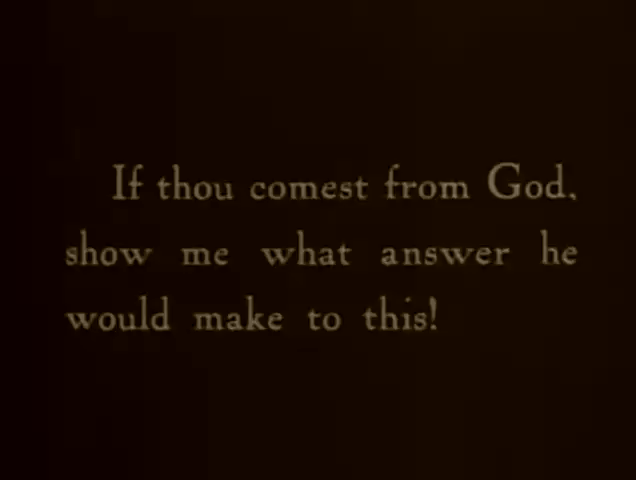 If thou comest from God,
show me what answer he
would make to this!